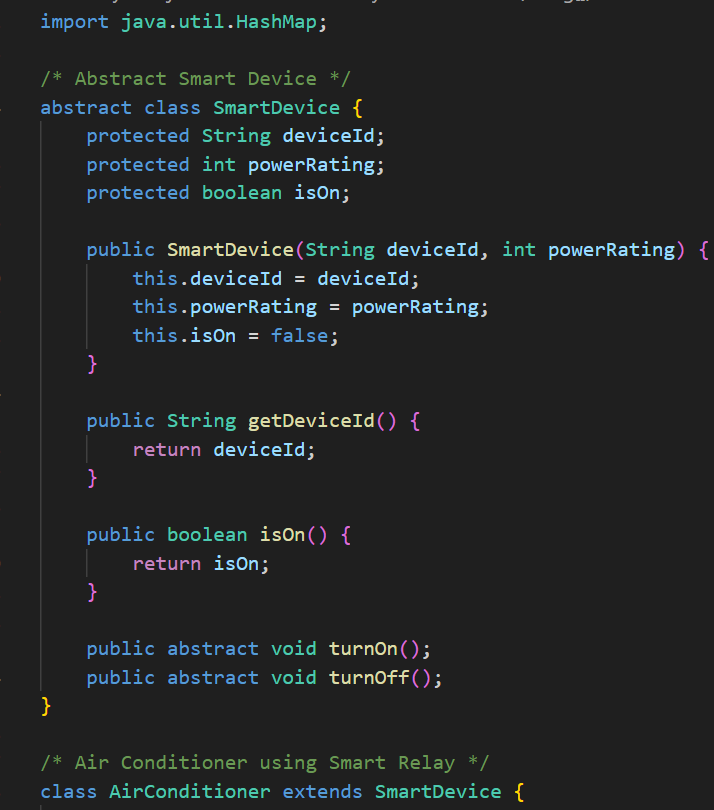 import java.util.HashMap;
/* Abstract Smart Device */
abstract class SmartDevice {
    protected String deviceId;
    protected int powerRating;
    protected boolean isOn;
    public SmartDevice(String deviceId, int powerRating) {
        this.deviceId = deviceId;
        this.powerRating = powerRating;
        this.isOn = false;
    }
    public String getDeviceId() {
        return deviceId;
    }
    public boolean isOn() {
        return isOn;
    }
    public abstract void turnOn();
    public abstract void turnOff();
}
/* Air Conditioner using Smart Relay */
class AirConditioner extends SmartDevice {